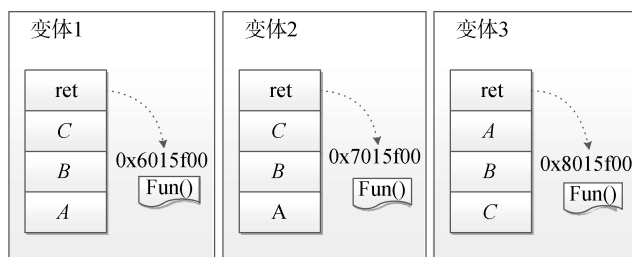 变体1
ret
C
B
A
0x6015f00
Fun()
变体2
ret
C
B
A
0x7015f00
Fun()
变体3
ret
A
B
C
0x8015f00
Fun()